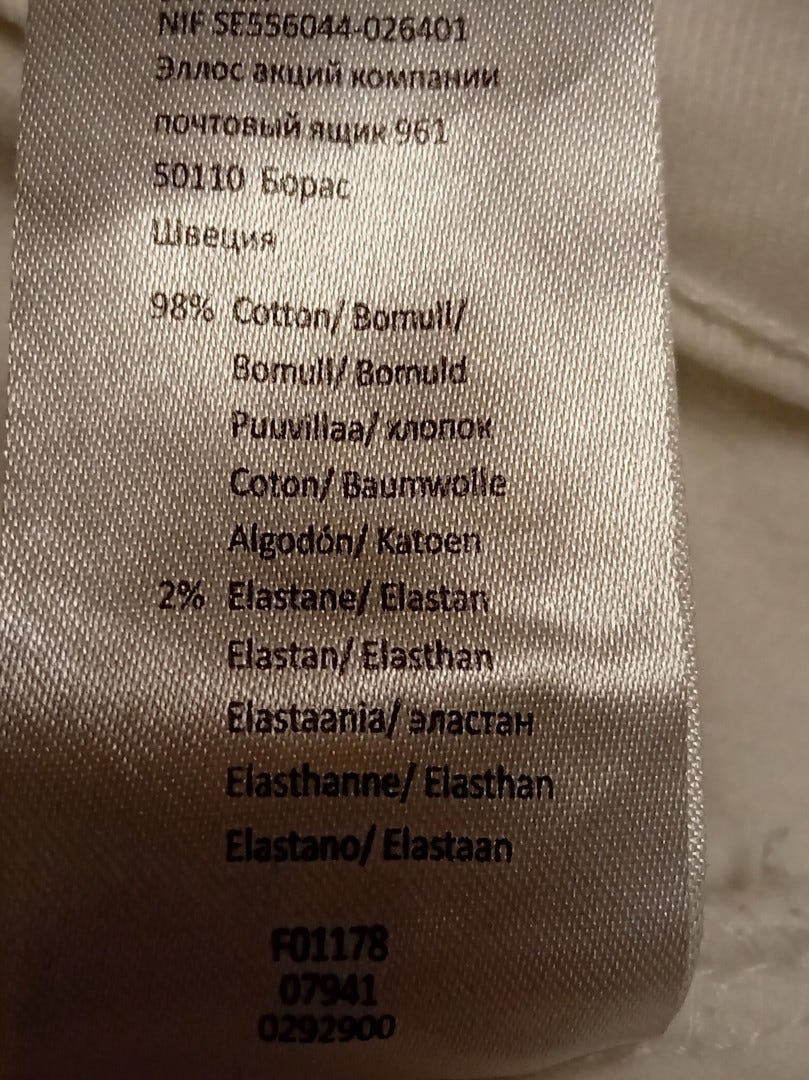 NIF SE556044-026401
Эллос акций компании
почтовый ящик 961
50110 Борас
Швеция
98% Cotton/ Bomull/
Bomull/ Bomuld
Puuvillaa/ хлопок
Coton/ Baumwolle
Algodón/ Katoen
2% Elastane/ Elastan
Elastan/ Elasthan
Elastaania/ эластан
Elasthanne/ Elasthan
Elastano/ Elastaan
F01178
07941
0292900